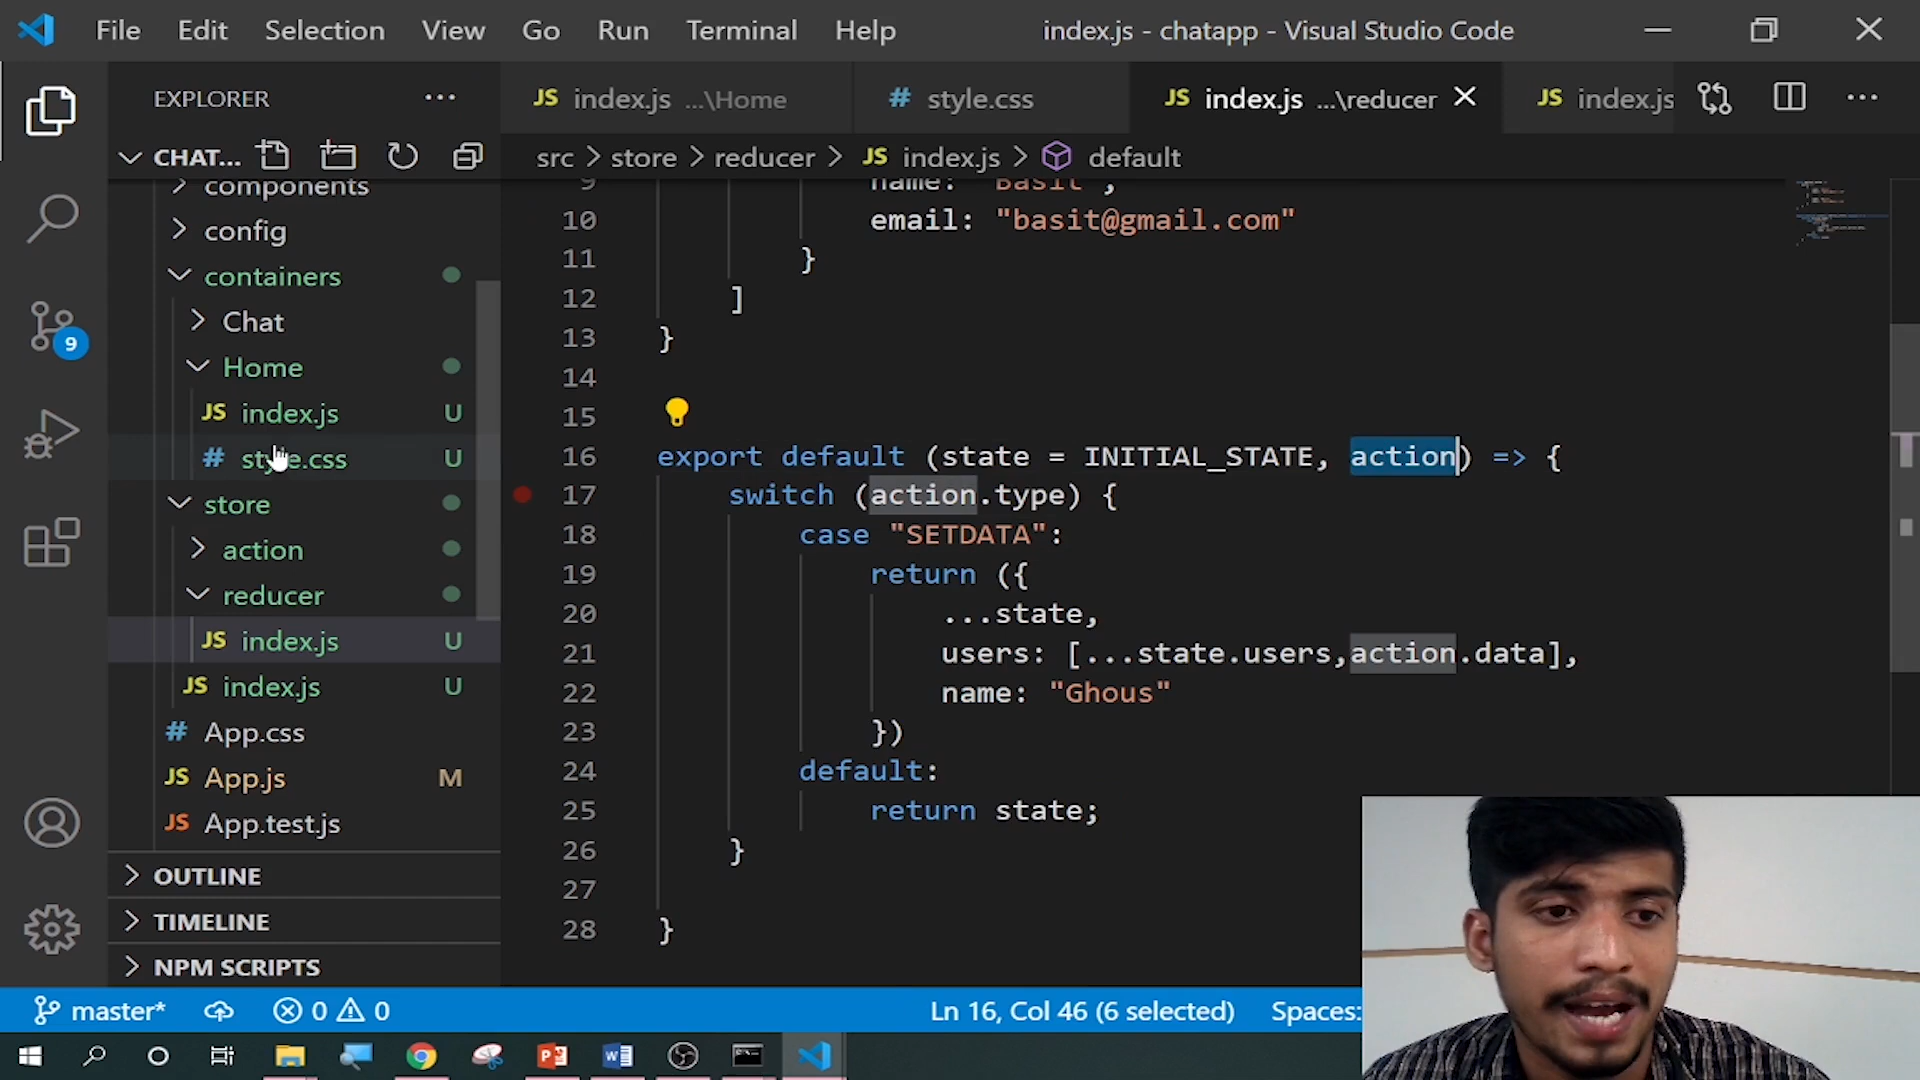 File Edit Selection View Go Run Terminal Help index.js - chatapp - Visual Studio Code
EXPLORER
JS index.js ...\Home # style.css JS index.js ...\reducer JS index.js
CHAT...
src > store > reducer > JS index.js > default
components
config
containers
Chat
Home
JS index.js U
# style.css U
store
action
reducer
JS index.js U
JS index.js U
# App.css
JS App.js M
JS App.test.js
OUTLINE
TIMELINE
NPM SCRIPTS
9
9 name: "Basit",
10 email: "basit@gmail.com"
11 }
12 ]
13 }
14
15
16 export default (state = INITIAL_STATE, action) => {
17 switch (action.type) {
18 case "SETDATA":
19 return ({
20 ...state,
21 users: [...state.users,action.data],
22 name: "Ghous"
23 })
24 default:
25 return state;
26 }
27
28 }
master* 0 0 Ln 16, Col 46 (6 selected) Spaces: